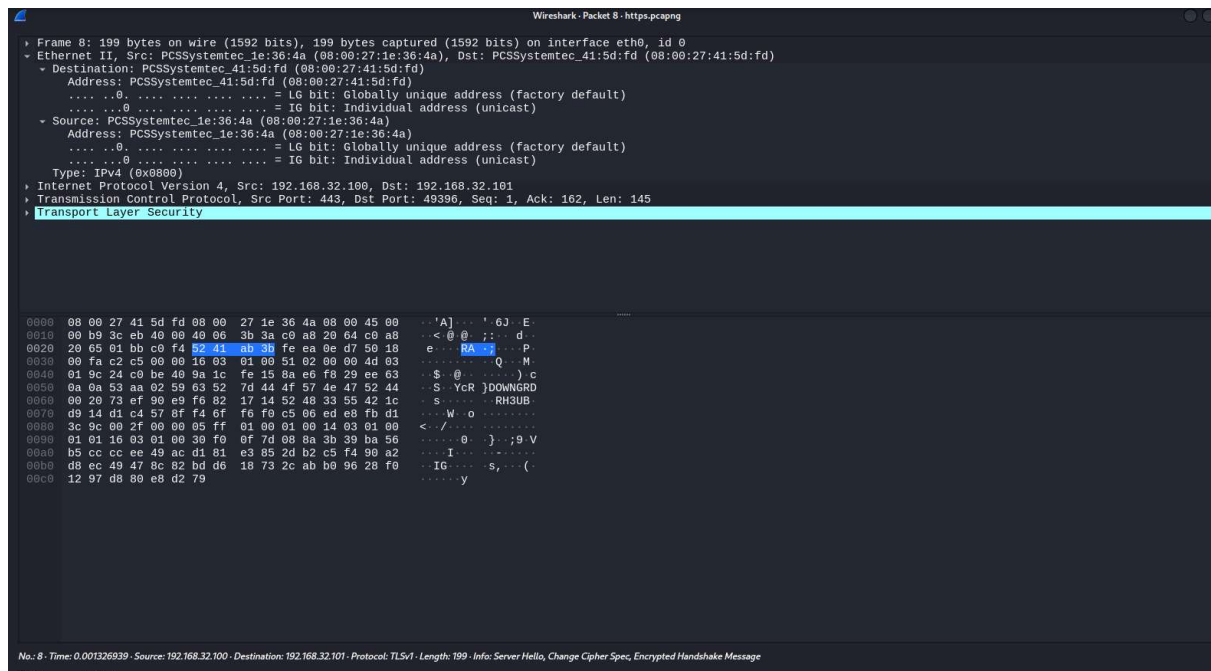 Wireshark · Packet 8 · https.pcapng
Frame 8: 199 bytes on wire (1592 bits), 199 bytes captured (1592 bits) on interface eth0, id 0
Ethernet II, Src: PCSSystemtec_1e:36:4a (08:00:27:1e:36:4a), Dst: PCSSystemtec_41:5d:fd (08:00:27:41:5d:fd)
Destination: PCSSystemtec_41:5d:fd (08:00:27:41:5d:fd)
Address: PCSSystemtec_41:5d:fd (08:00:27:41:5d:fd)
.... ..0. .... .... .... .... = LG bit: Globally unique address (factory default)
.... ...0 .... .... .... .... = IG bit: Individual address (unicast)
Source: PCSSystemtec_1e:36:4a (08:00:27:1e:36:4a)
Address: PCSSystemtec_1e:36:4a (08:00:27:1e:36:4a)
.... ..0. .... .... .... .... = LG bit: Globally unique address (factory default)
.... ...0 .... .... .... .... = IG bit: Individual address (unicast)
Type: IPv4 (0x0800)
Internet Protocol Version 4, Src: 192.168.32.100, Dst: 192.168.32.101
Transmission Control Protocol, Src Port: 443, Dst Port: 49396, Seq: 1, Ack: 162, Len: 145
Transport Layer Security
0000 08 00 27 41 5d fd 08 00 27 1e 36 4a 08 00 45 00 ··'A]··· '·6J··E·
0010 00 b9 3c eb 40 00 40 06 3b 3a c0 a8 20 64 c0 a8 ··<·@·@· ;:·· d··
0020 20 65 01 bb c0 f4 52 41 ab 3b fe ea 0e d7 50 18 e····RA ·;····P·
0030 00 fa c2 c5 00 00 16 03 01 00 51 02 00 00 4d 03 ········ ··Q···M·
0040 01 9c 24 c0 be 40 9a 1c fe 15 8a e6 f8 29 ee 63 ··$··@·· ·····)·c
0050 0a 0a 53 aa 02 59 63 52 7d 44 4f 57 4e 47 52 44 ··S··YcR }DOWNGRD
0060 00 20 73 ef 90 e9 f6 82 17 14 52 48 33 55 42 1c · s····· ··RH3UB·
0070 d9 14 d1 c4 57 8f f4 6f f6 f0 c5 06 ed e8 fb d1 ····W··o ········
0080 3c 9c 00 2f 00 00 05 ff 01 00 01 00 14 03 01 00 <··/···· ········
0090 01 01 16 03 01 00 30 f0 0f 7d 08 8a 3b 39 ba 56 ······0· ·}··;9·V
00a0 b5 cc cc ee 49 ac d1 81 e3 85 2d b2 c5 f4 90 a2 ····I··· ··-·····
00b0 d8 ec 49 47 8c 82 bd d6 18 73 2c ab b0 96 28 f0 ··IG···· ·s,···(·
00c0 12 97 d8 80 e8 d2 79 ······y
No.: 8 · Time: 0.001326939 · Source: 192.168.32.100 · Destination: 192.168.32.101 · Protocol: TLSv1 · Length: 199 · Info: Server Hello, Change Cipher Spec, Encrypted Handshake Message